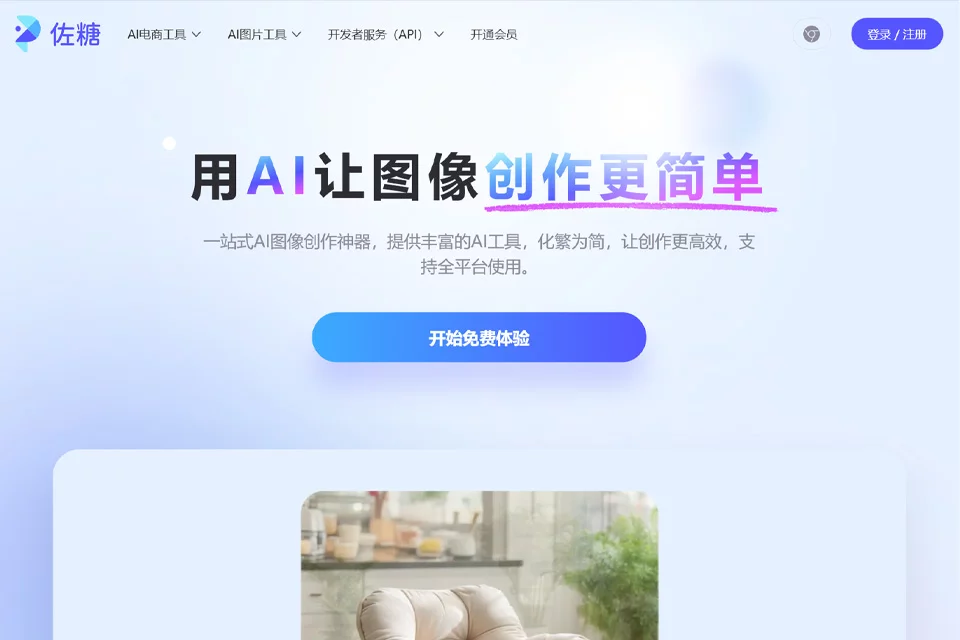 佐糖
AI电商工具
AI图片工具
开发者服务（API）
开通会员
登录 / 注册
用AI让图像创作更简单
一站式AI图像创作神器，提供丰富的AI工具，化繁为简，让创作更高效，支
持全平台使用。
开始免费体验